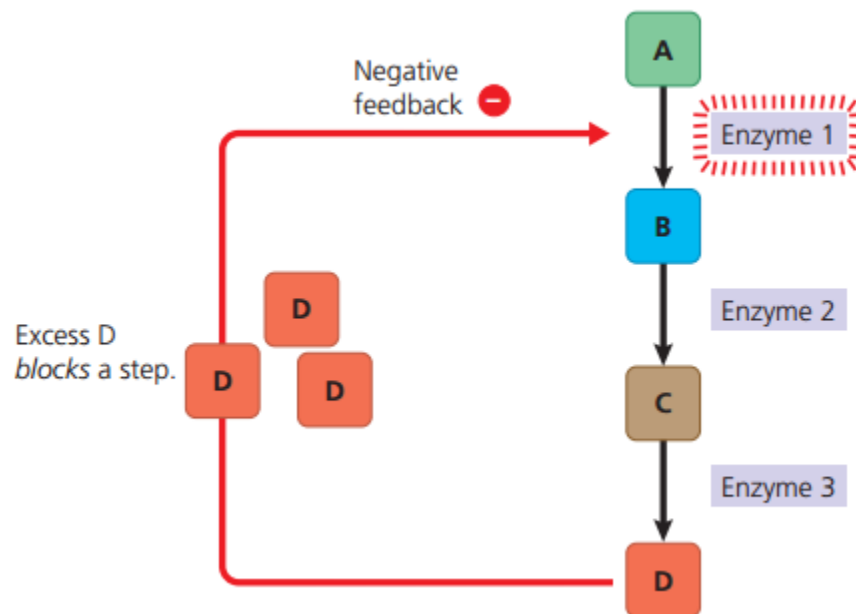 A
Negative
feedback
–
Enzyme 1
B
D
Enzyme 2
Excess D
blocks a step.
D
D
C
Enzyme 3
D